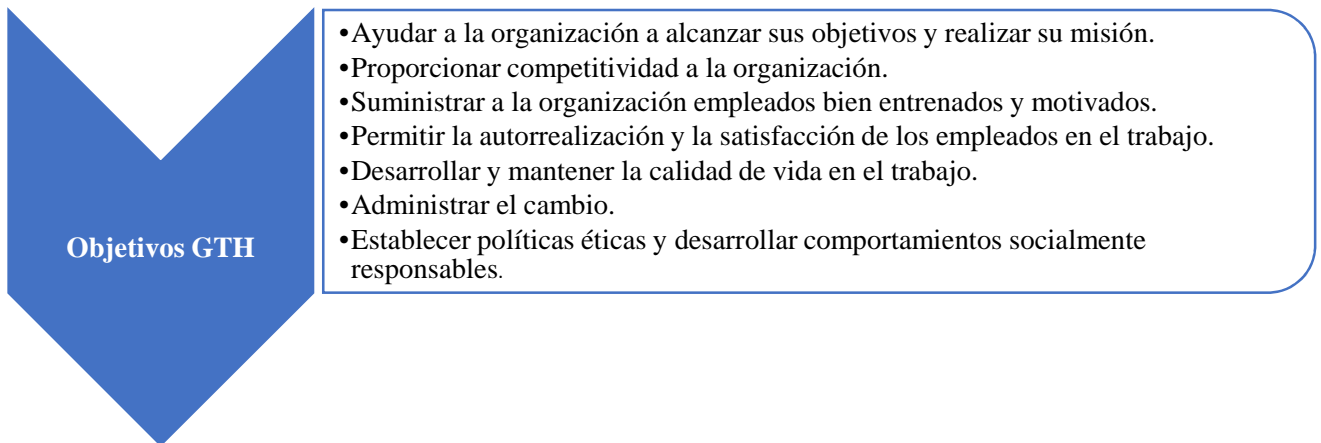 Objetivos GTH
•Ayudar a la organización a alcanzar sus objetivos y realizar su misión.
•Proporcionar competitividad a la organización.
•Suministrar a la organización empleados bien entrenados y motivados.
•Permitir la autorrealización y la satisfacción de los empleados en el trabajo.
•Desarrollar y mantener la calidad de vida en el trabajo.
•Administrar el cambio.
•Establecer políticas éticas y desarrollar comportamientos socialmente
responsables.